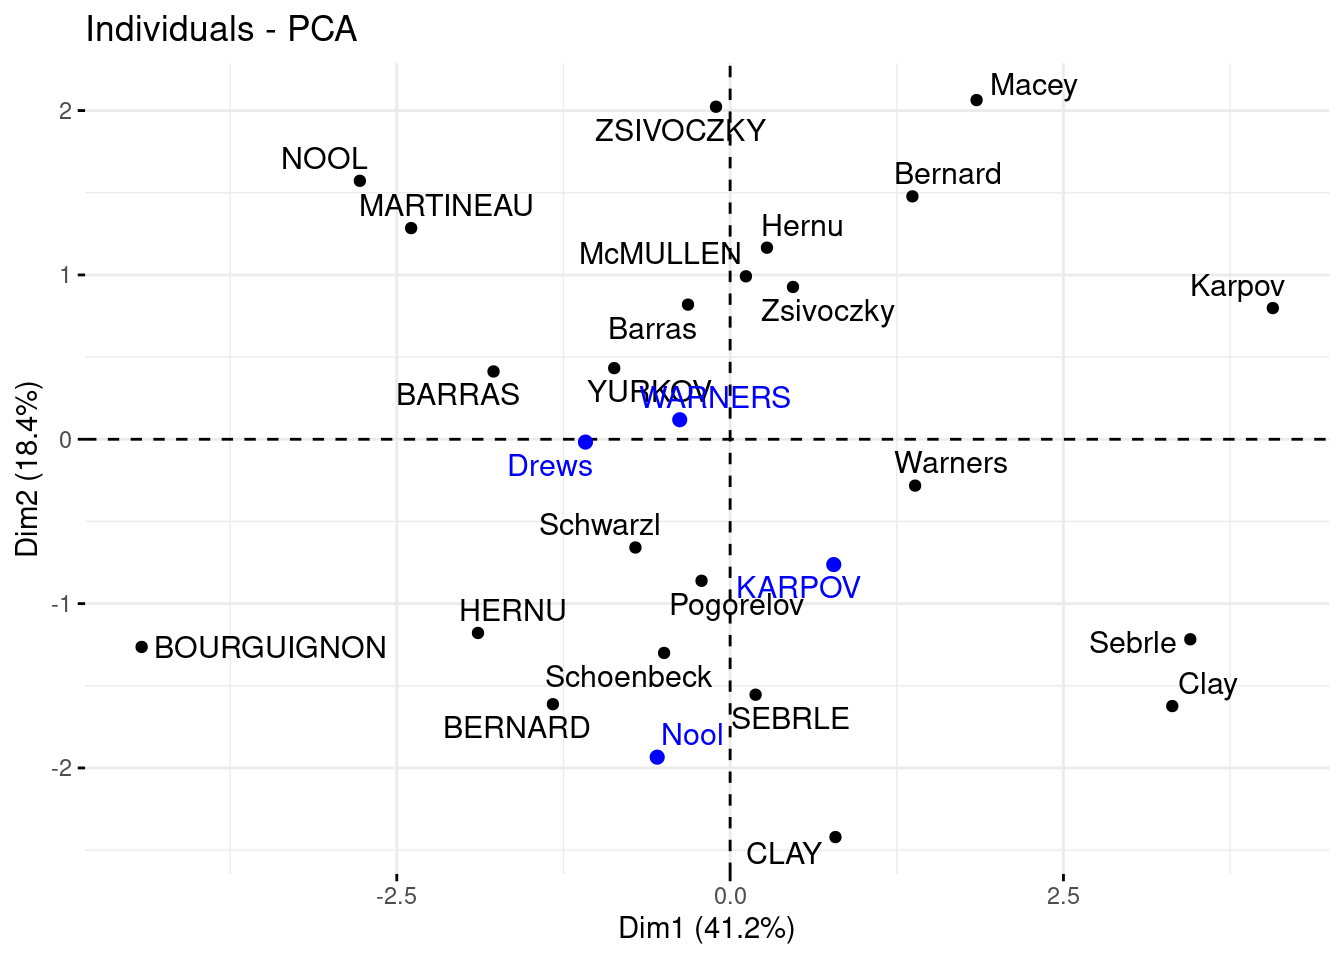 Individuals - PCA
Macey
ZSIVOCZKY
2
NOOL
Bernard
MARTINEAU
Hernu
McMULLEN
1
Karpov
Zsivoczky
Barras
BARRAS
YURKOV
WARNERS
0
Drews
Warners
Schwarzl
KARPOV
-1
Pogorelov
HERNU
BOURGUIGNON
Sebrle
Schoenbeck
Clay
BERNARD
SEBRLE
Nool
-2
CLAY
-2.5
0.0
2.5
Dim1 (41.2%)
Dim2 (18.4%)